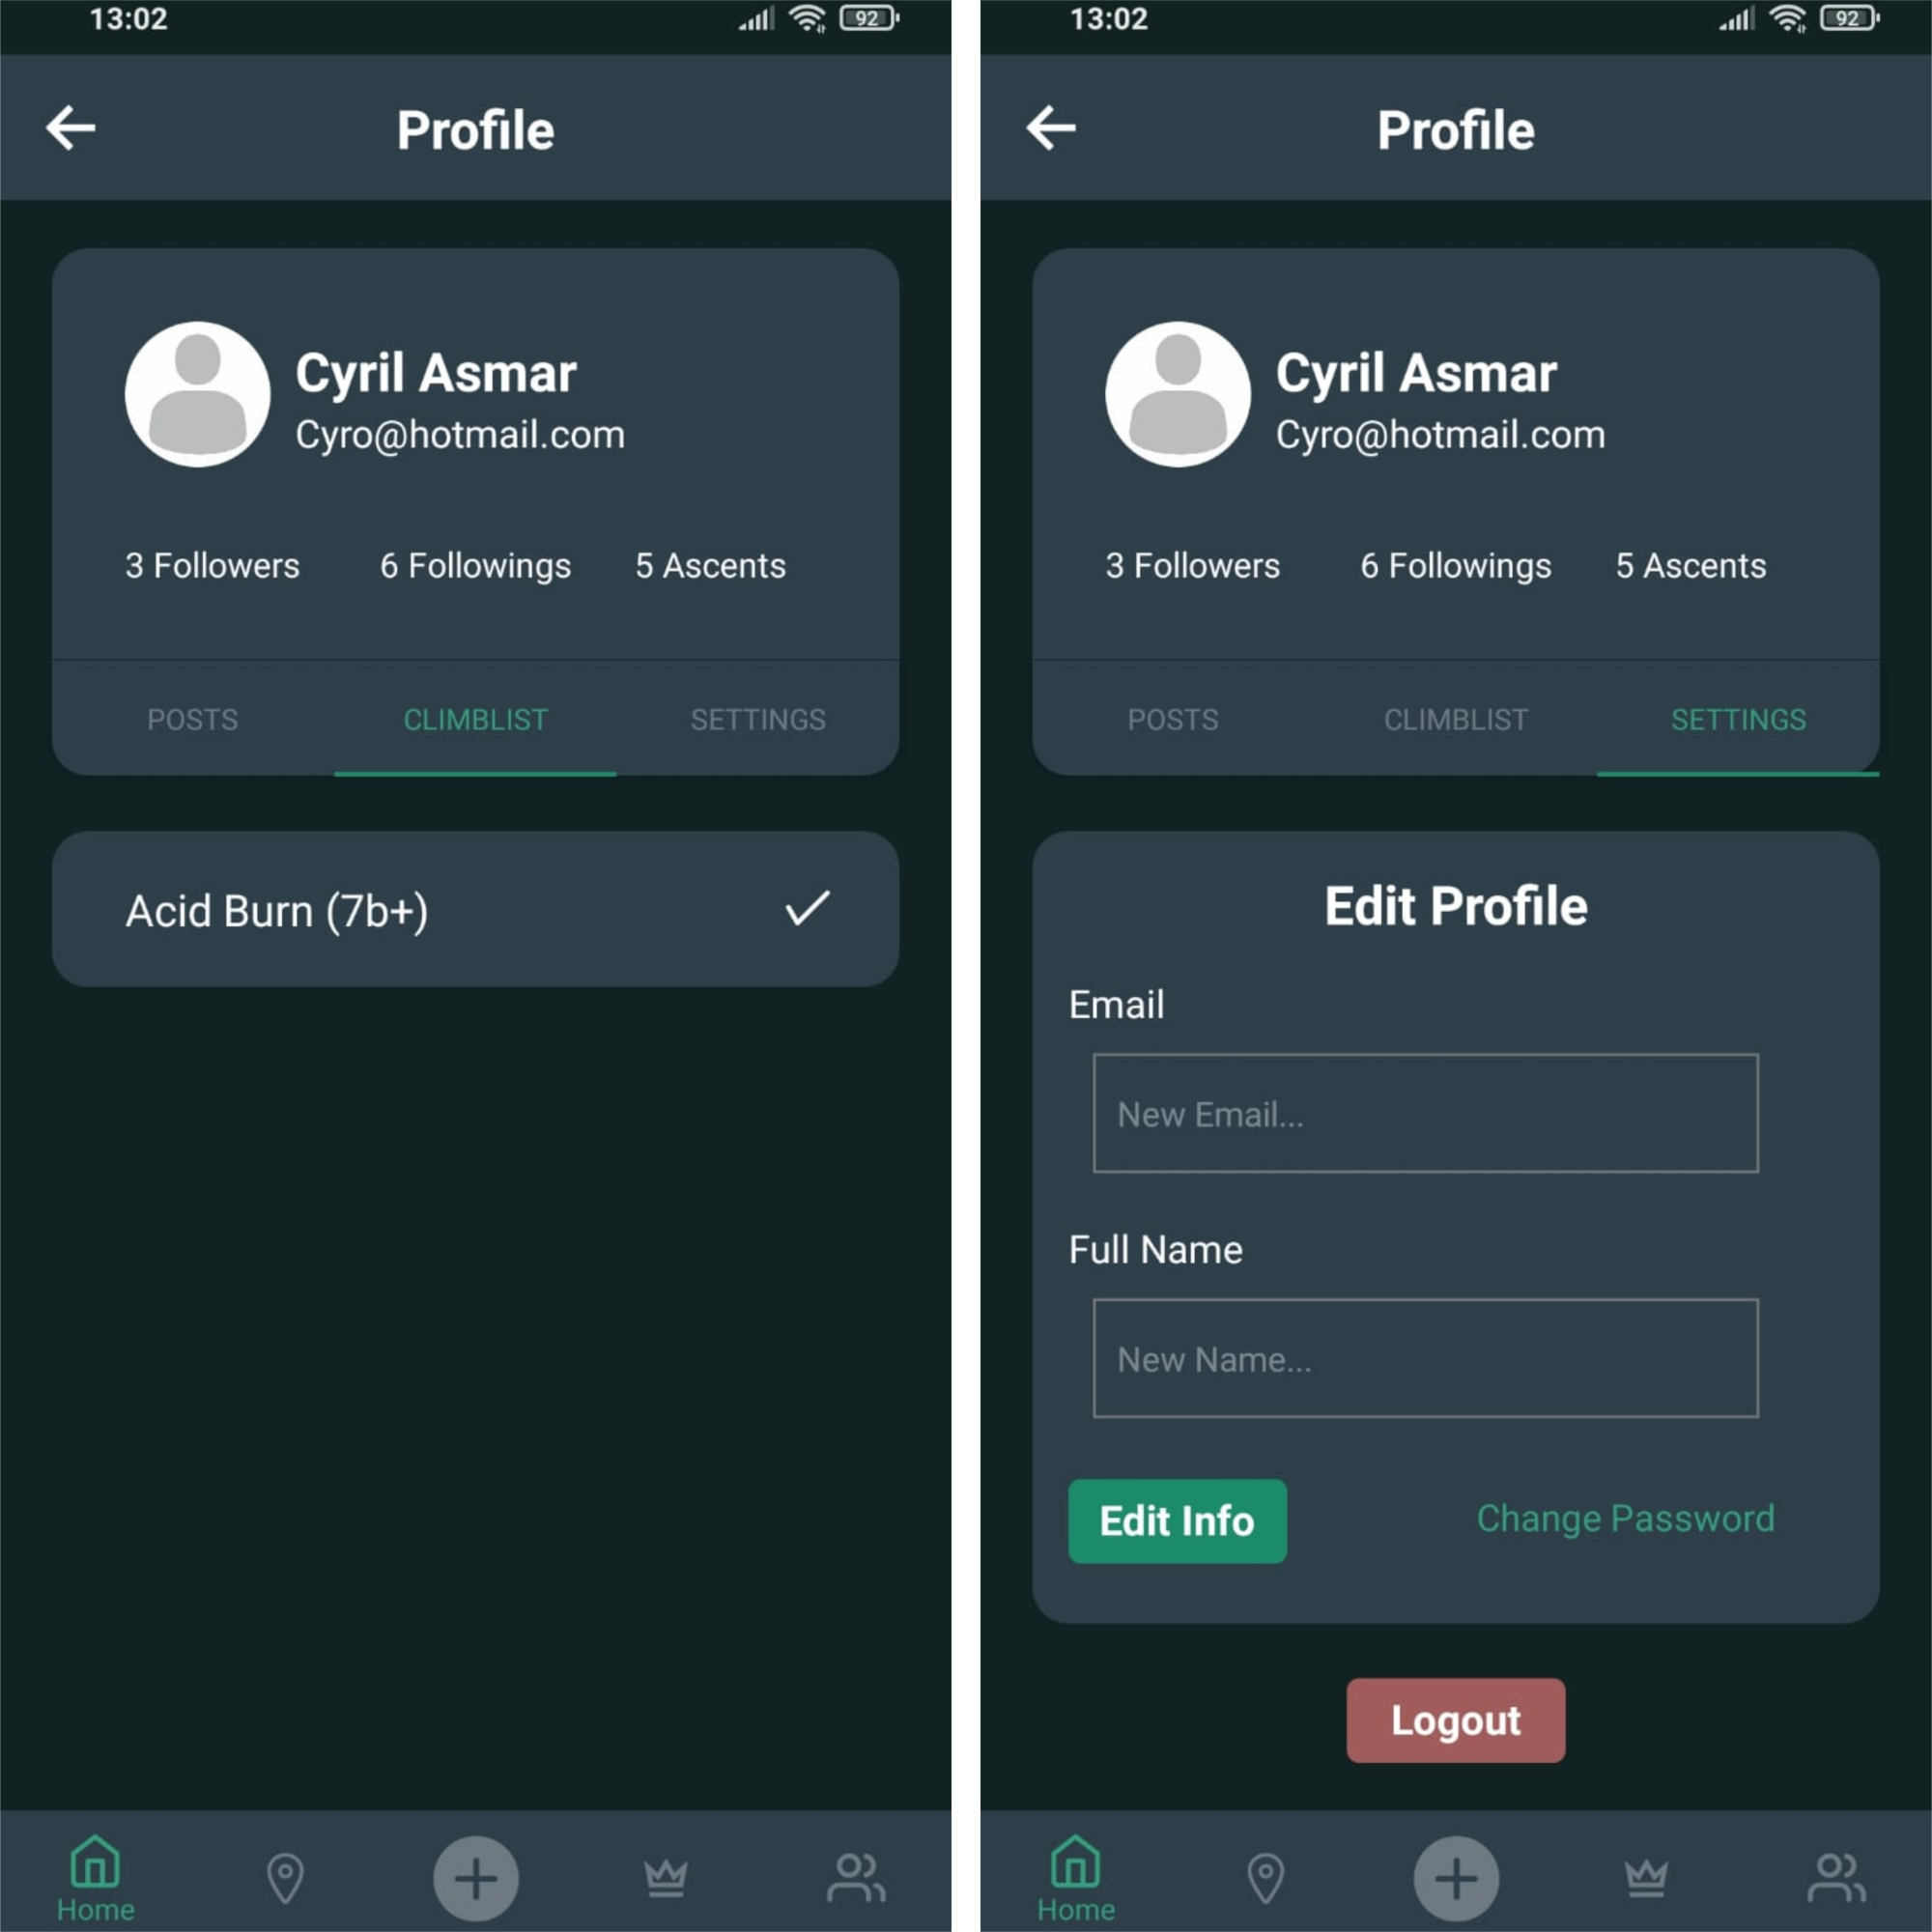 13:02
92
Profile
Cyril Asmar
Cyro@hotmail.com
3 Followers 6 Followings 5 Ascents
POSTS CLIMBLIST SETTINGS
Acid Burn (7b+)
Home
13:02
92
Profile
Cyril Asmar
Cyro@hotmail.com
3 Followers 6 Followings 5 Ascents
POSTS CLIMBLIST SETTINGS
Edit Profile
Email
New Email...
Full Name
New Name...
Edit Info Change Password
Logout
Home